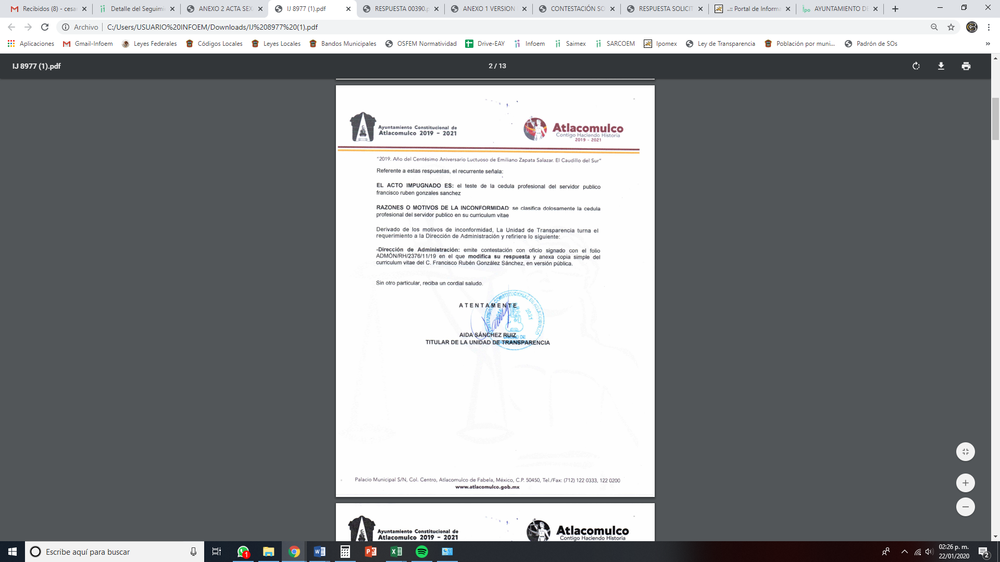 Recibidos (8) - cesa
Detalle del Seguimi
ANEXO 2 ACTA SEX
IJ 8977 (1).pdf
RESPUESTA 00390.p
ANEXO 1 VERSION
CONTESTACIÓN SO
RESPUESTA SOLICIT
..:: Portal de Informa
AYUNTAMIENTO DE
Archivo
C:/Users/USUARIO%20INFOEM/Downloads/IJ%208977%20(1).pdf
Aplicaciones
Gmail-Infoem
Leyes Federales
Códigos Locales
Leyes Locales
Bandos Municipales
OSFEM Normatividad
Drive-EAY
Infoem
Saimex
SARCOEM
Ipomex
Ley de Transparencia
Población por muni...
Padrón de SOs
»
IJ 8977 (1).pdf
2 / 13
Ayuntamiento Constitucional de
Atlacomulco 2019 - 2021
Atlacomulco
Contigo Haciendo Historia
2019 - 2021
"2019. Año del Centésimo Aniversario Luctuoso de Emiliano Zapata Salazar. El Caudillo del Sur"
Referente a estas respuestas, el recurrente señala:
EL ACTO IMPUGNADO ES: el teste de la cedula profesional del servidor publico
francisco ruben gonzales sanchez
RAZONES O MOTIVOS DE LA INCONFORMIDAD: se clasifica dolosamente la cedula
profesional del servidor publico en su curriculum vitae
Derivado de los motivos de inconformidad, La Unidad de Transparencia turna el
requerimiento a la Dirección de Administración y refiriere lo siguiente:
-Dirección de Administración: emite contestación con oficio signado con el folio
ADMÓN/RH/2376/11/19 en el que modifica su respuesta y anexa copia simple del
curriculum vitae del C. Francisco Rubén González Sánchez, en versión pública.
Sin otro particular, reciba un cordial saludo.
A T E N T A M E N T E
AYUNTAMIENTO CONSTITUCIONAL DE ATLACOMULCO
2021
UNIDAD DE
AIDA SÁNCHEZ RUIZ
TITULAR DE LA UNIDAD DE TRANSPARENCIA
Palacio Municipal S/N, Col. Centro, Atlacomulco de Fabela, México, C.P. 50450, Tel./Fax: (712) 122 0333, 122 0200
www.atlacomulco.gob.mx
Ayuntamiento Constitucional de
Atlacomulco 2019 - 2021
Atlacomulco
Contigo Haciendo Historia
Escribe aquí para buscar
1
02:26 p. m.
22/01/2020
2